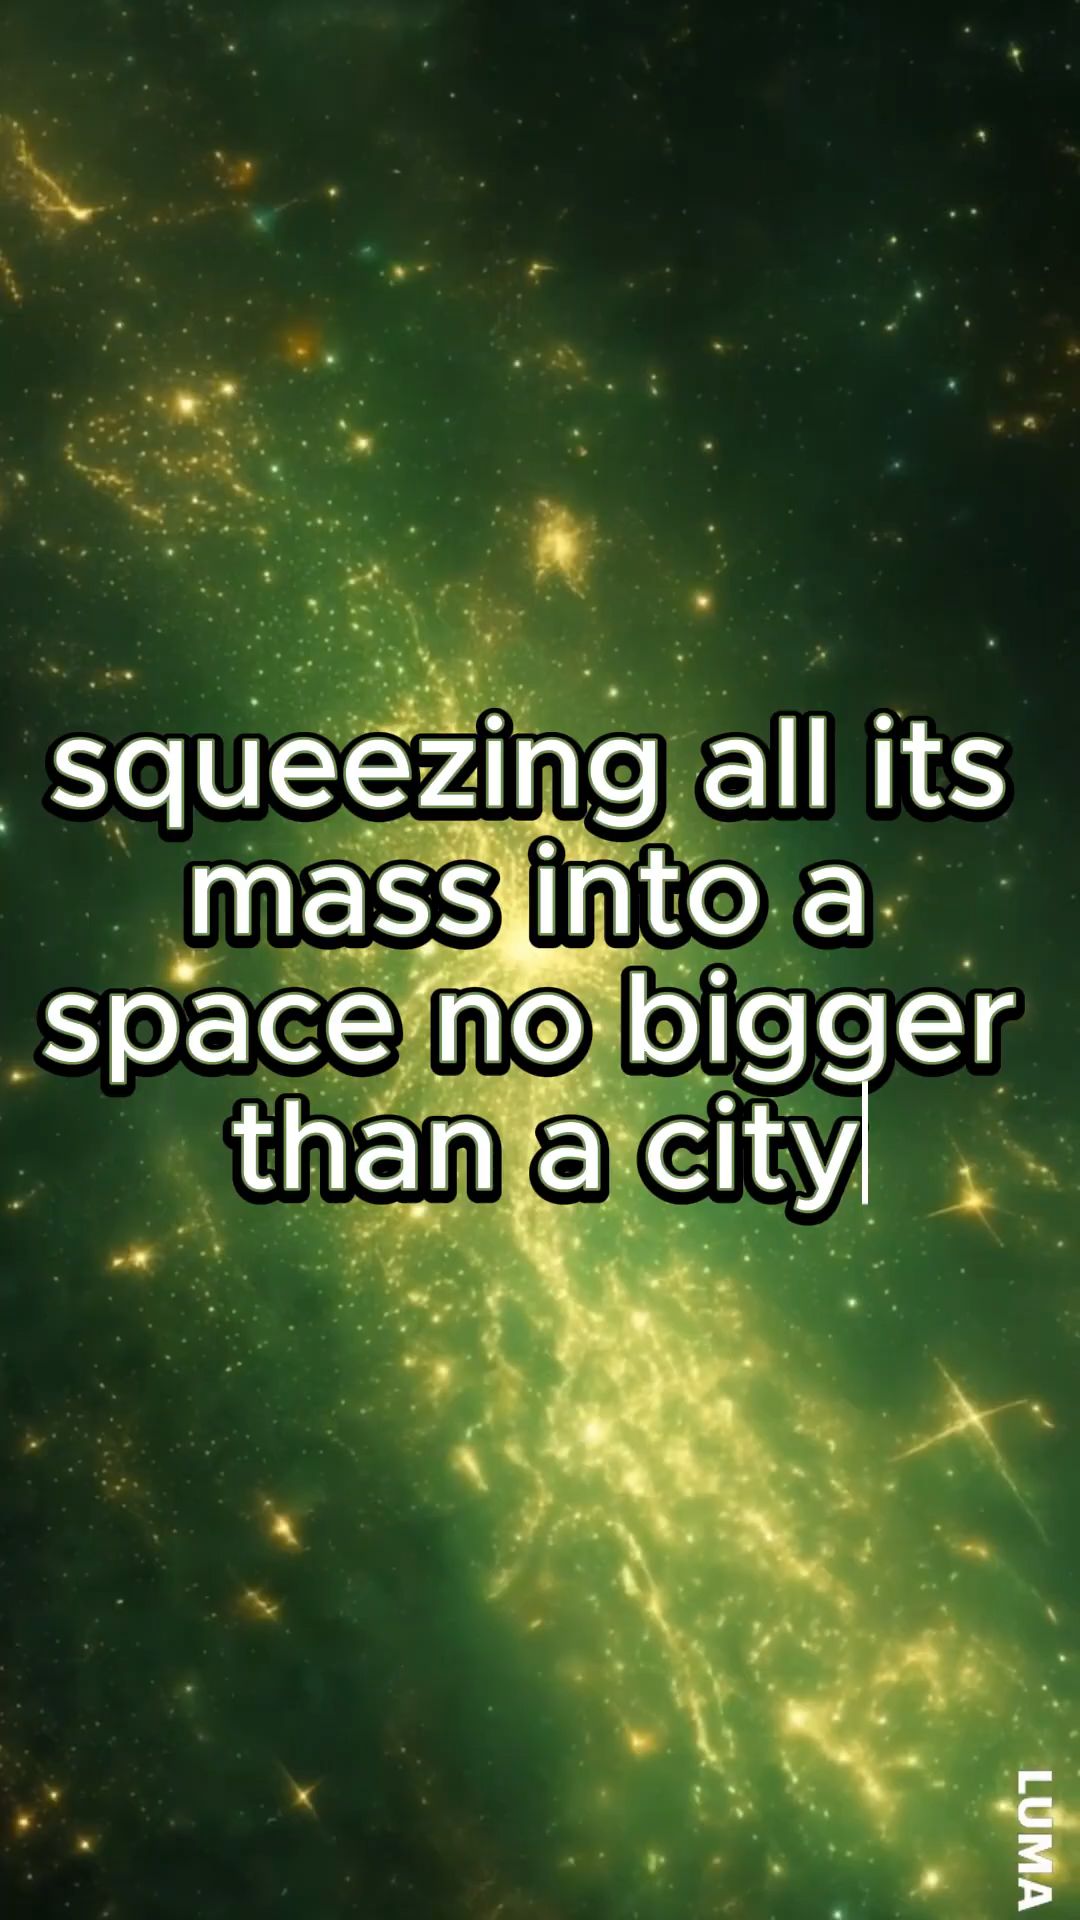 squeezing all its
mass into a
space no bigger
than a city
LUMA